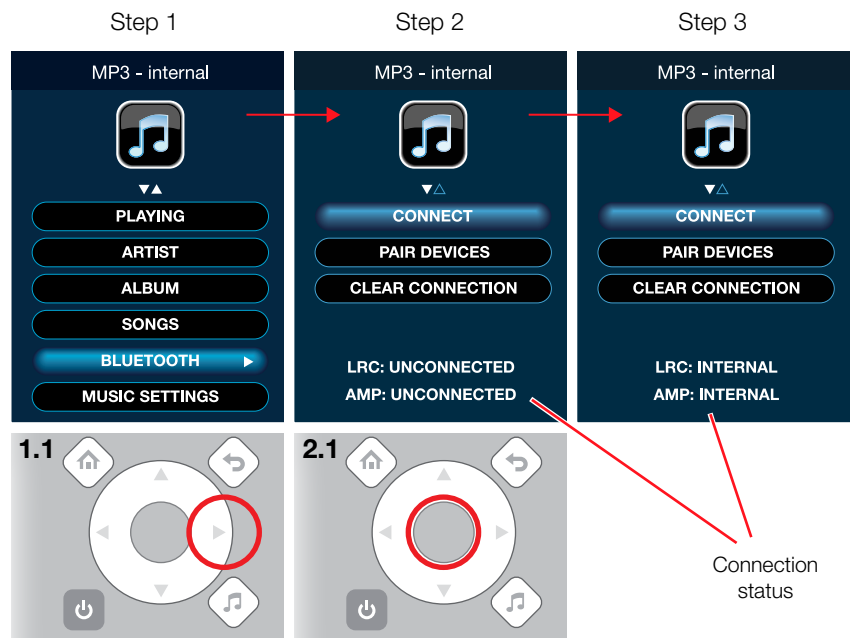 Step 1
Step 2
Step 3
MP3 - internal
MP3 - internal
MP3 - internal
PLAYING
ARTIST
ALBUM
SONGS
BLUETOOTH
MUSIC SETTINGS
CONNECT
PAIR DEVICES
CLEAR CONNECTION
LRC: UNCONNECTED
AMP: UNCONNECTED
CONNECT
PAIR DEVICES
CLEAR CONNECTION
LRC: INTERNAL
AMP: INTERNAL
1.1
2.1
Connection
status